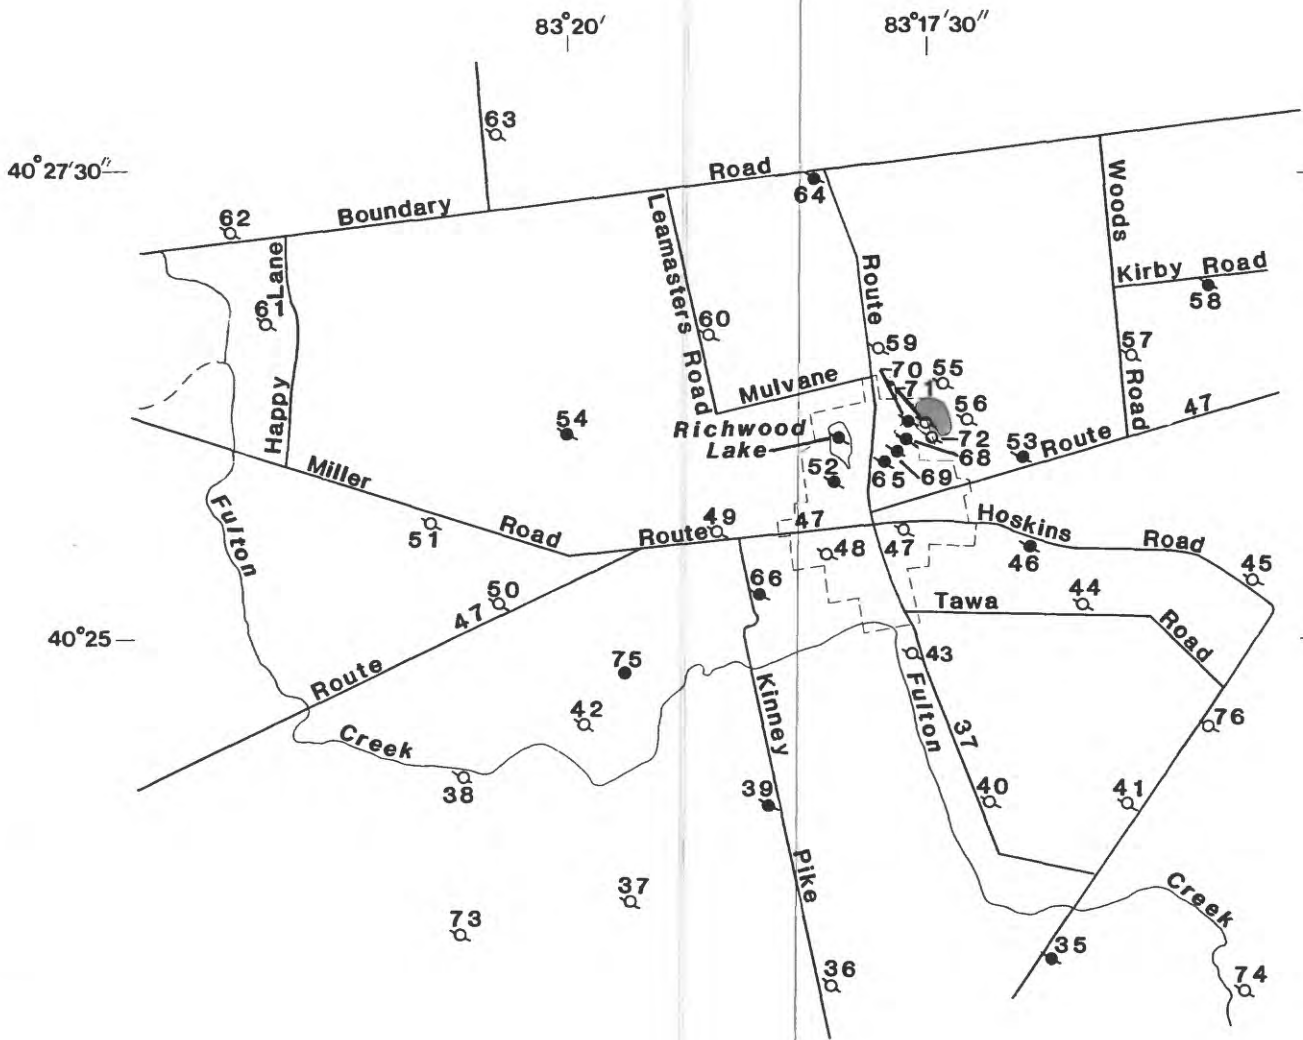 83°20'
83°17'30"
63
40°27'30"
Boundary
Road
64
62
Woods
Road
Kirby Road
58
Happy
Lane
61
Leamasters Road
60
Route
59
70
71
55
57
Mulvane
56
47
Route
54
Richwood
Lake
72
68
53
65
69
52
Miller
Road
51
Fulton
49
Route
47
48
47
Hoskins
Road
46
45
66
50
47
Route
44
Tawa
Road
40°25
75
43
Kinney
Pike
Fulton
37
42
76
Creek
38
39
40
41
37
73
Creek
35
36
74